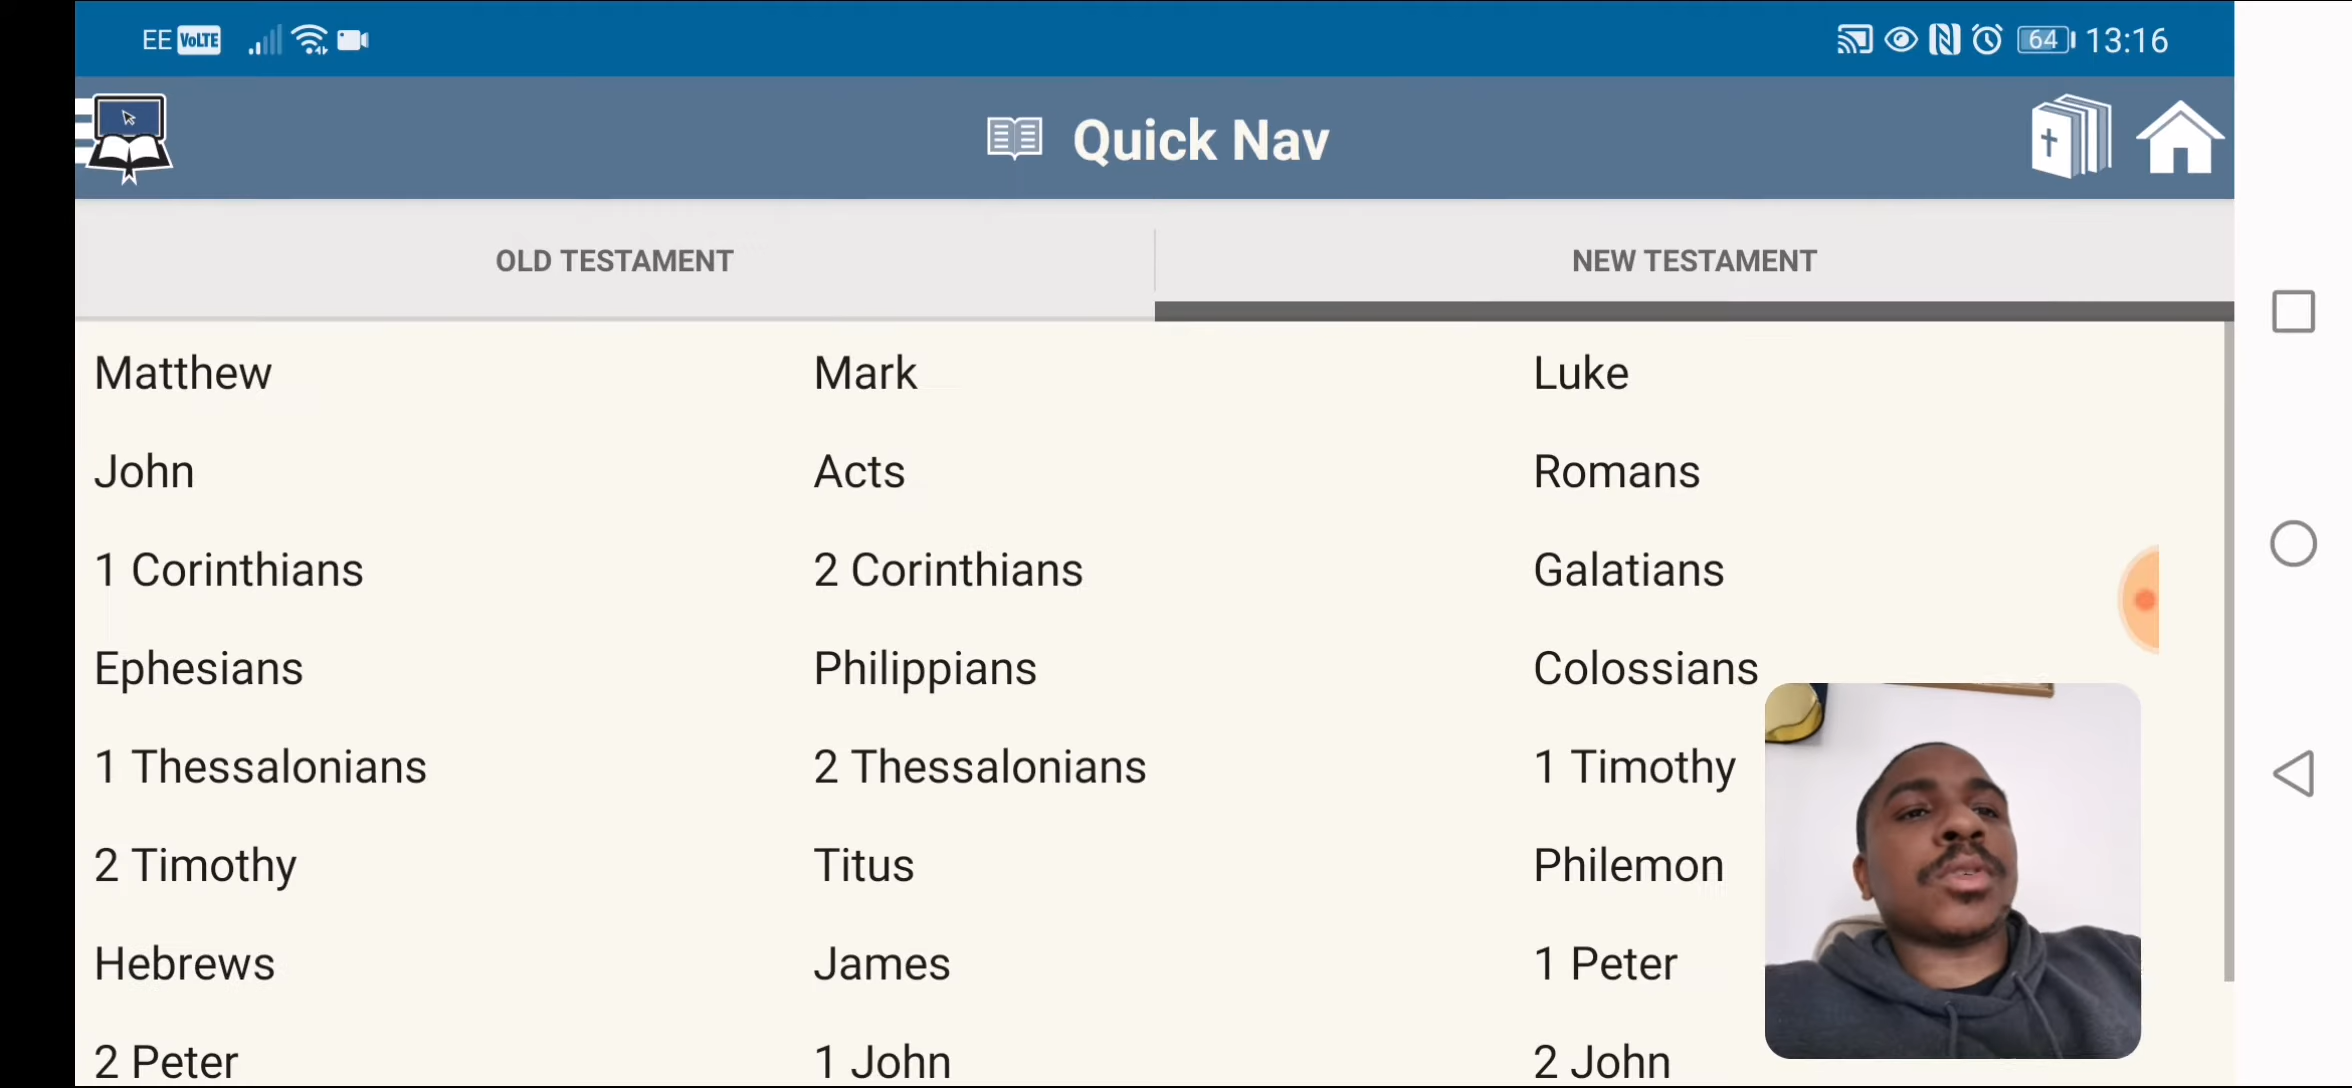 EE VoLTE 64 13:16
Quick Nav
OLD TESTAMENT NEW TESTAMENT
Matthew Mark Luke
John Acts Romans
1 Corinthians 2 Corinthians Galatians
Ephesians Philippians Colossians
1 Thessalonians 2 Thessalonians 1 Timothy
2 Timothy Titus Philemon
Hebrews James 1 Peter
2 Peter 1 John 2 John